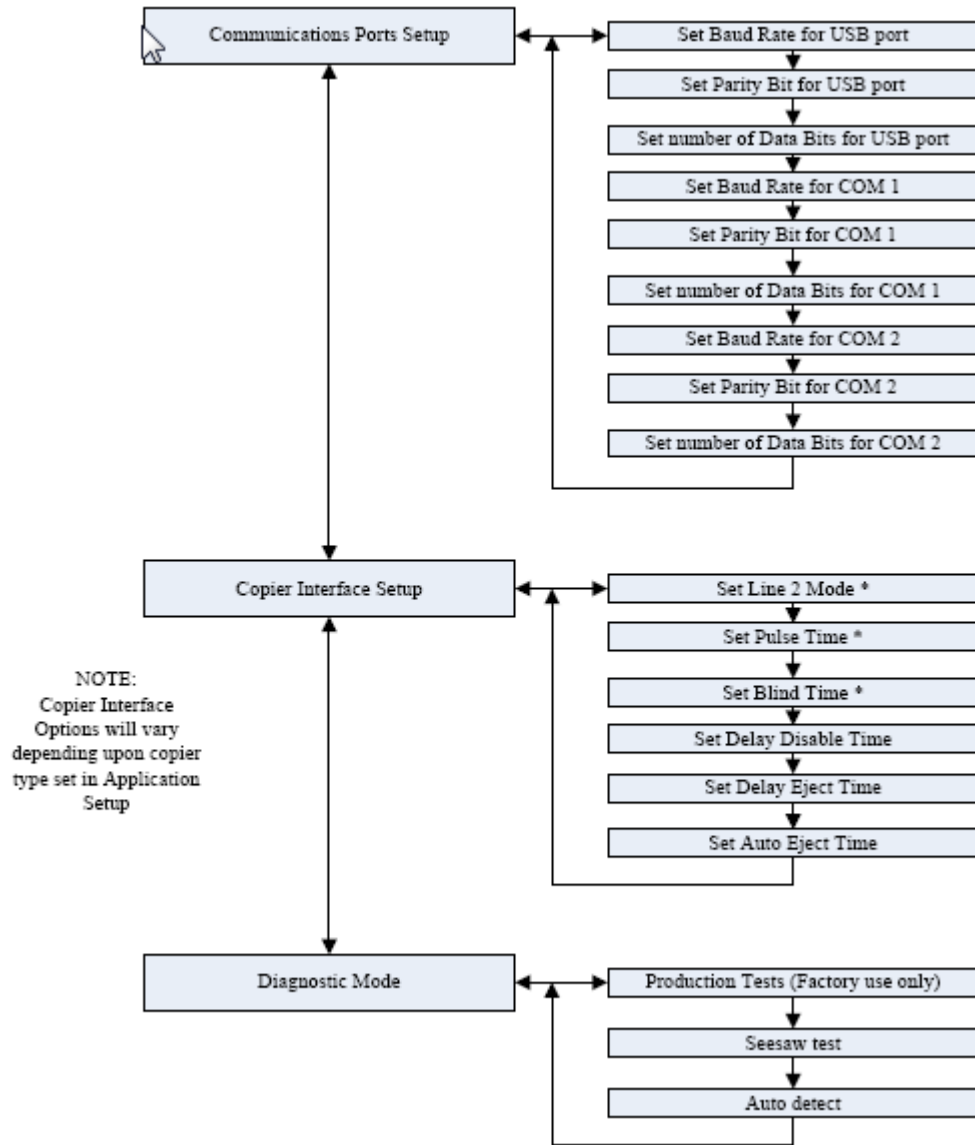 Communications Ports Setup
Set Baud Rate for USB port
Set Parity Bit for USB port
Set number of Data Bits for USB port
Set Baud Rate for COM 1
Set Parity Bit for COM 1
Set number of Data Bits for COM 1
Set Baud Rate for COM 2
Set Parity Bit for COM 2
Set number of Data Bits for COM 2
Copier Interface Setup
Set Line 2 Mode *
Set Pulse Time *
Set Blind Time *
Set Delay Disable Time
Set Delay Eject Time
Set Auto Eject Time
NOTE:
Copier Interface
Options will vary
depending upon copier
type set in Application
Setup
Diagnostic Mode
Production Tests (Factory use only)
Seesaw test
Auto detect